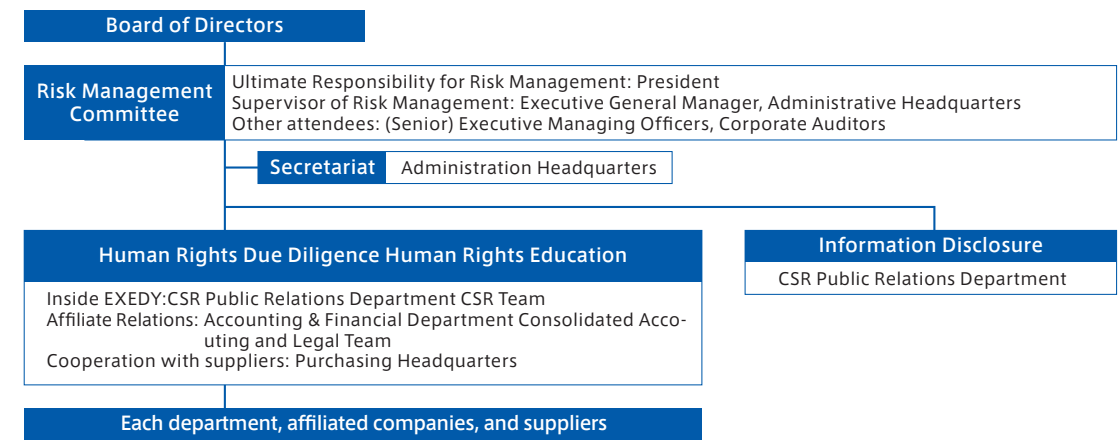 Board of Directors
Risk Management
Committee
Ultimate Responsibility for Risk Management: President
Supervisor of Risk Management: Executive General Manager, Administrative Headquarters
Other attendees: (Senior) Executive Managing Officers, Corporate Auditors
Secretariat
Administration Headquarters
Human Rights Due Diligence Human Rights Education
Inside EXEDY:CSR Public Relations Department CSR Team
Affiliate Relations: Accounting & Financial Department Consolidated Acco-
uting and Legal Team
Cooperation with suppliers: Purchasing Headquarters
Information Disclosure
CSR Public Relations Department
Each department, affiliated companies, and suppliers